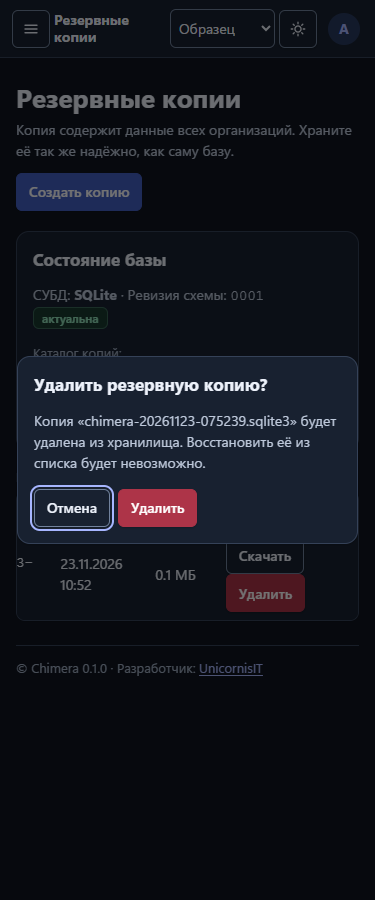 Резервные
копии
Образец
А
Резервные копии
Копия содержит данные всех организаций. Храните
её так же надёжно, как саму базу.
Создать копию
Состояние базы
СУБД: SQLite · Ревизия схемы: 0001
актуальна
Каталог копий:
Удалить резервную копию?
Копия «chimera-20261123-075239.sqlite3» будет
удалена из хранилища. Восстановить её из
списка будет невозможно.
Отмена
Удалить
3-
23.11.2026
10:52
0.1 МБ
Скачать
Удалить
© Chimera 0.1.0 · Разработчик: UnicornisIT